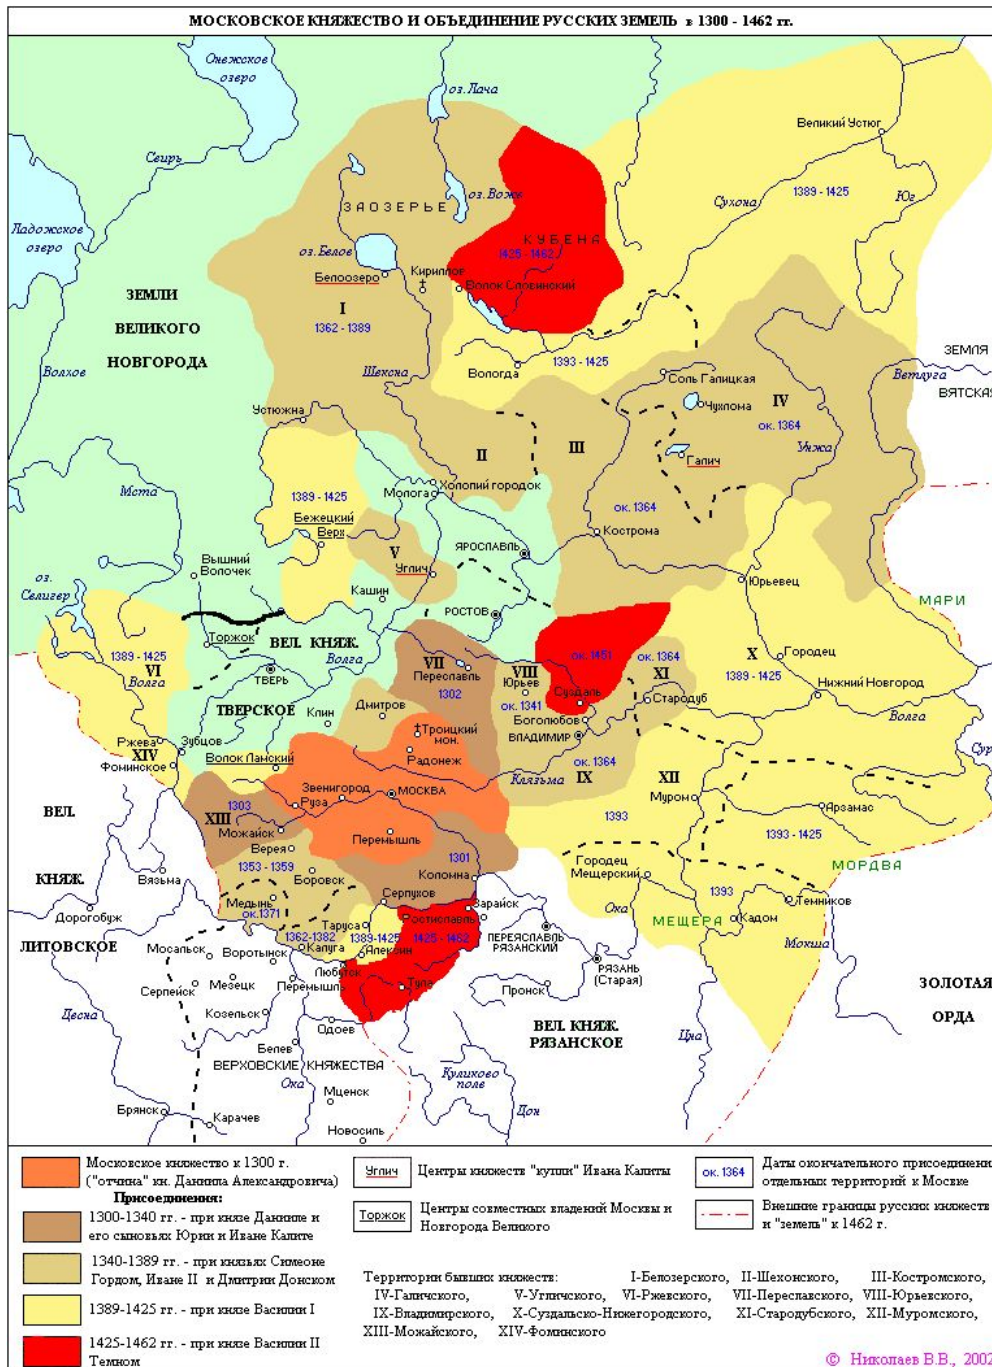 МОСКОВСКОЕ КНЯЖЕСТВО И ОБЪЕДИНЕНИЕ РУССКИХ ЗЕМЕЛЬ в 1300 - 1462 гг.
Онежское
озеро
оз. Лача
Великий Устюг
Свирь
1389 - 1425
оз. Воже
Сухона
Юг
ЗАОЗЕРЬЕ
Ладожское
озеро
КУБЕНА
1425 - 1462
оз. Белое
Белоозеро
Кириллов
Волок Словинский
ЗЕМЛИ
ВЕЛИКОГО
НОВГОРОДА
I
1362 - 1389
Волхов
Шексна
1393 - 1425
Вологда
ЗЕМЛЯ
ВЯТСКАЯ
Ветлуга
Соль Галицкая
Чухлома
IV
ок. 1364
Устюжна
II
III
Галич
Унжа
Мста
1389 - 1425
Холопий городок
Молога
ок. 1364
Бежецкий
Верх
Кострома
V
Углич
ЯРОСЛАВЛЬ
Вышний
Волочек
Юрьевец
оз.
Селигер
Кашин
МАРИ
РОСТОВ
Торжок
ВЕЛ. КНЯЖ.
Волга
1389 - 1425
VI
Волга
ТВЕРЬ
VII
Переславль
1302
VIII
Юрьев
ок. 1341
ок. 1451
Суздаль
ок. 1364
XI
Стародуб
X
1389 - 1425
Городец
Нижний Новгород
Волга
ТВЕРСКОЕ
Клин
Дмитров
Боголюбов
ВЛАДИМИР
ок. 1364
Троицкий
мон.
Радонеж
Ржева
Зубцов
XIV
Фоминское
Волок Ламский
Клязьма
IX
XII
Сур
Звенигород
МОСКВА
Руза
1303
XIII
Можайск
Муром
Арзамас
1393
1393 - 1425
ВЕЛ.
Перемышль
Верея
1301
1353 - 1359
Боровск
Коломна
Городец
Мещерский
МОРДВА
КНЯЖ.
Вязьма
Медынь
ок. 1371
Серпухов
1393
Темников
Дорогобуж
Зарайск
Ростиславль
Ока
МЕЩЕРА
Кадом
Таруса
1362-1382
1389-1425
1425 - 1462
ПЕРЕЯСЛАВЛЬ
РЯЗАНСКИЙ
Мокша
ЛИТОВСКОЕ
Мосальск
Воротынск
Калуга
Алексин
Любутск
РЯЗАНЬ
(Старая)
Серпейск
Мезецк
Перемышль
Тула
Пронск
ЗОЛОТАЯ
ОРДА
Десна
Козельск
Одоев
ВЕЛ. КНЯЖ.
РЯЗАНСКОЕ
Цна
Белев
ВЕРХОВСКИЕ КНЯЖЕСТВА
Ока
Куликово
поле
Мценск
Дон
Брянск
Карачев
Новосиль
Московское княжество к 1300 г.
("отчина" кн. Даниила Александровича)
Присоединения:
1300-1340 гг. - при князе Данииле и
его сыновьях Юрии и Иване Калите
1340-1389 гг. - при князьях Симеоне
Гордом, Иване II и Дмитрии Донском
1389-1425 гг. - при князе Василии I
1425-1462 гг. - при князе Василии II
Темном
Углич
Центры княжеств "купли" Ивана Калиты
Торжок
Центры совместных владений Москвы и
Новгорода Великого
ок. 1364
Даты окончательного присоединени
отдельных территорий к Москве
Внешние границы русских княжеств
и "земель" к 1462 г.
Территории бывших княжеств: I-Белозерского, II-Шехонского, III-Костромского,
IV-Галичского, V-Угличского, VI-Ржевского, VII-Переславского, VIII-Юрьевского,
IX-Владимирского, X-Суздальско-Нижегородского, XI-Стародубского, XII-Муромского,
XIII-Можайского, XIV-Фоминского
© Николаев В.В., 2002